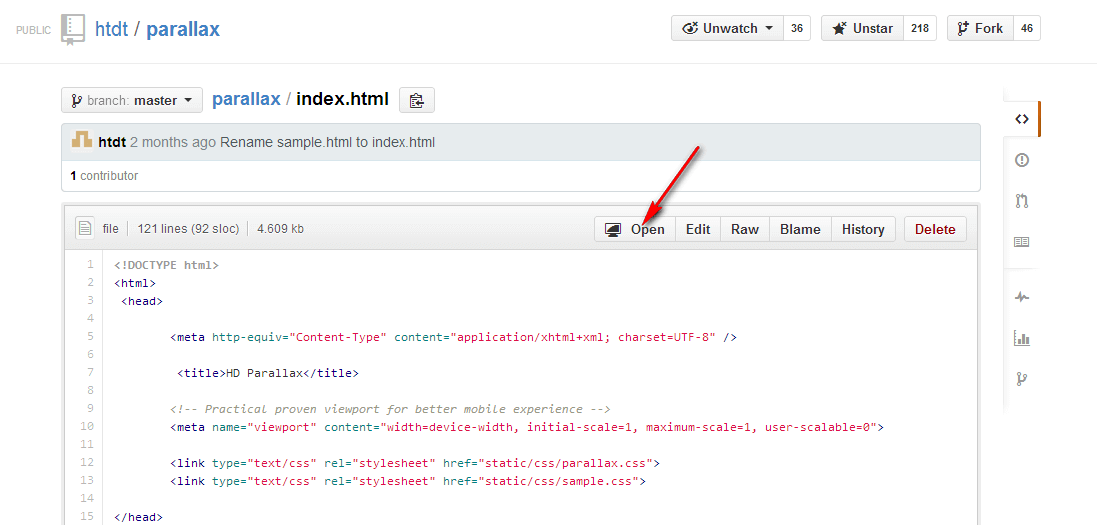 PUBLIC htdt / parallax Unwatch 36 Unstar 218 Fork 46
branch: master parallax / index.html
htdt 2 months ago Rename sample.html to index.html
1 contributor
file 121 lines (92 sloc) 4.609 kb Open Edit Raw Blame History Delete
1 <!DOCTYPE html>
2 <html>
3 <head>
4
5 <meta http-equiv="Content-Type" content="application/xhtml+xml; charset=UTF-8" />
6
7 <title>HD Parallax</title>
8
9 <!-- Practical proven viewport for better mobile experience -->
10 <meta name="viewport" content="width=device-width, initial-scale=1, maximum-scale=1, user-scalable=0">
11
12 <link type="text/css" rel="stylesheet" href="static/css/parallax.css">
13 <link type="text/css" rel="stylesheet" href="static/css/sample.css">
14
15 </head>